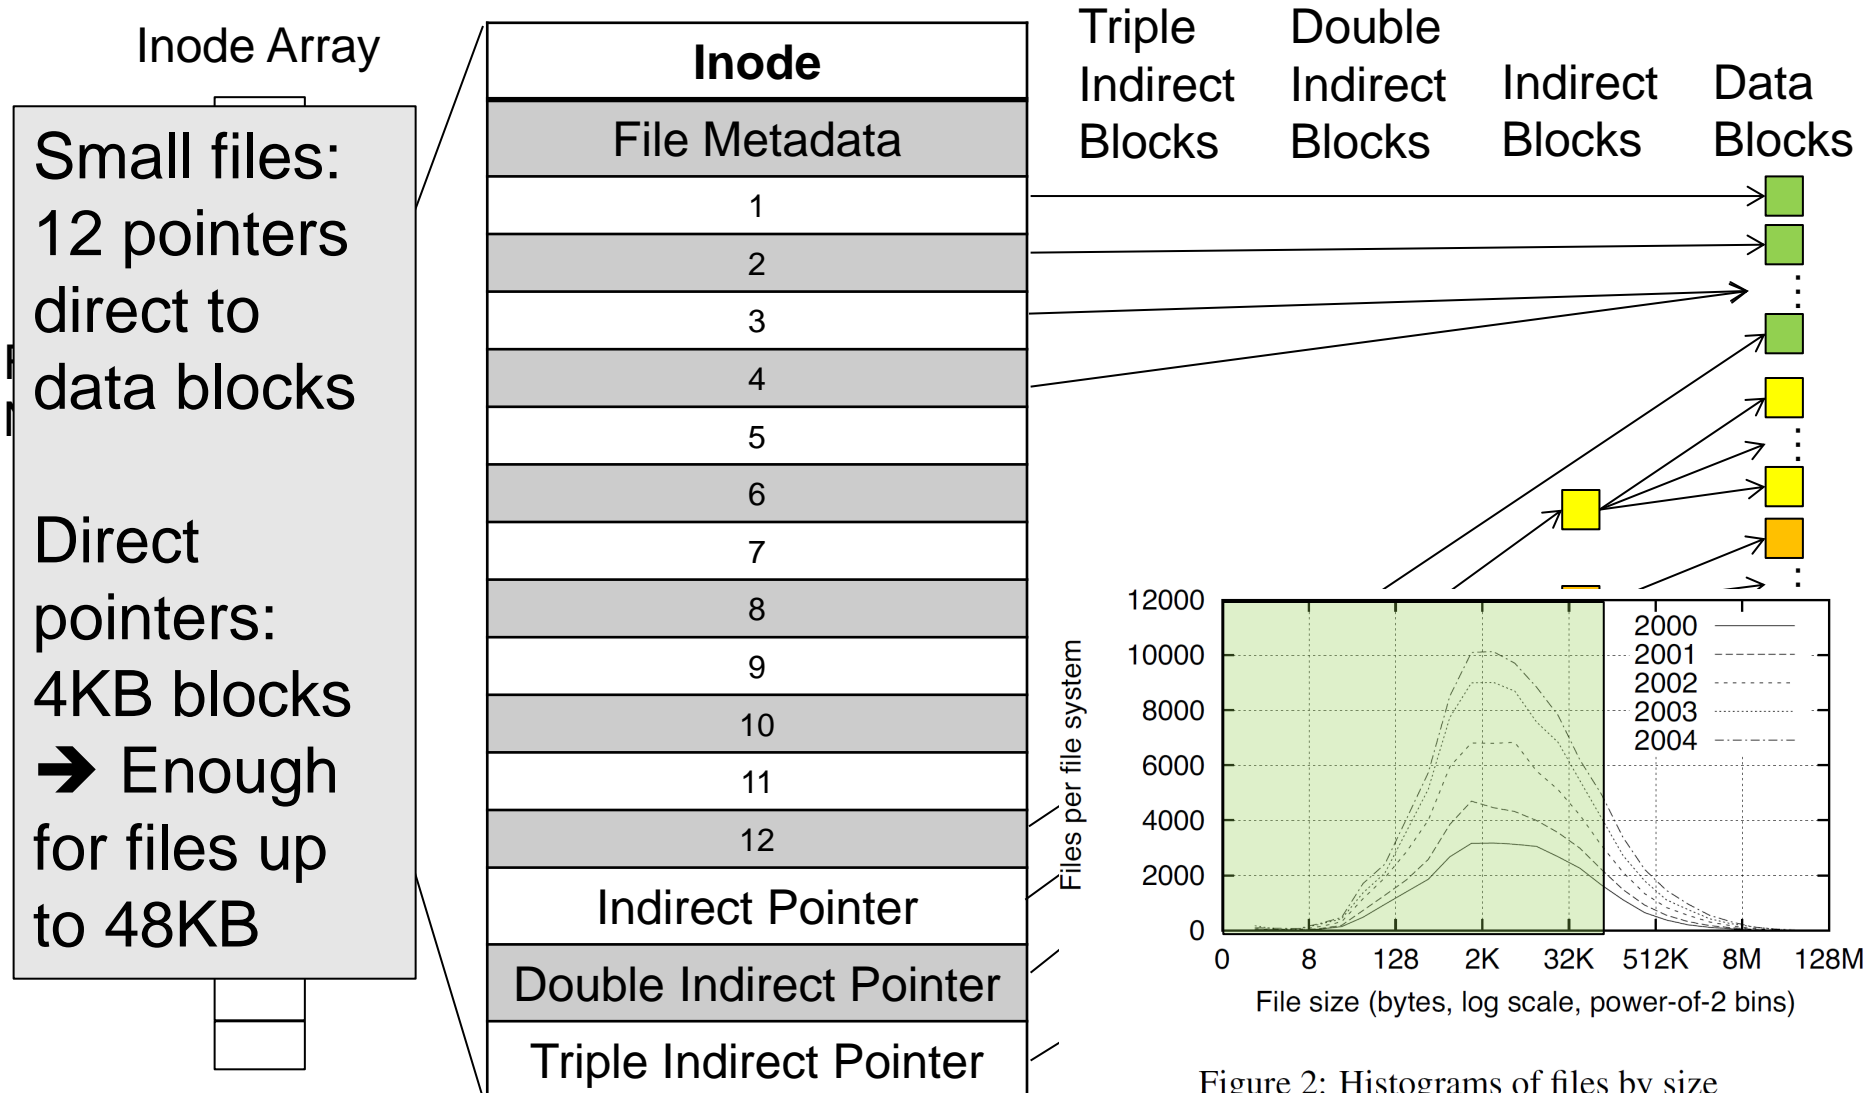 Inode Array
Small files:
12 pointers
direct to
data blocks
Direct
pointers:
4KB blocks
➔ Enough
for files up
to 48KB
Inode
File Metadata
1
2
3
4
5
6
7
8
9
10
11
12
Indirect Pointer
Double Indirect Pointer
Triple Indirect Pointer
Triple
Indirect
Blocks
Double
Indirect
Blocks
Indirect
Blocks
Data
Blocks
12000
10000
8000
6000
4000
2000
0
Files per file system
2000
2001
2002
2003
2004
0 8 128 2K 32K 512K 8M 128M
File size (bytes, log scale, power-of-2 bins)
Figure 2: Histograms of files by size